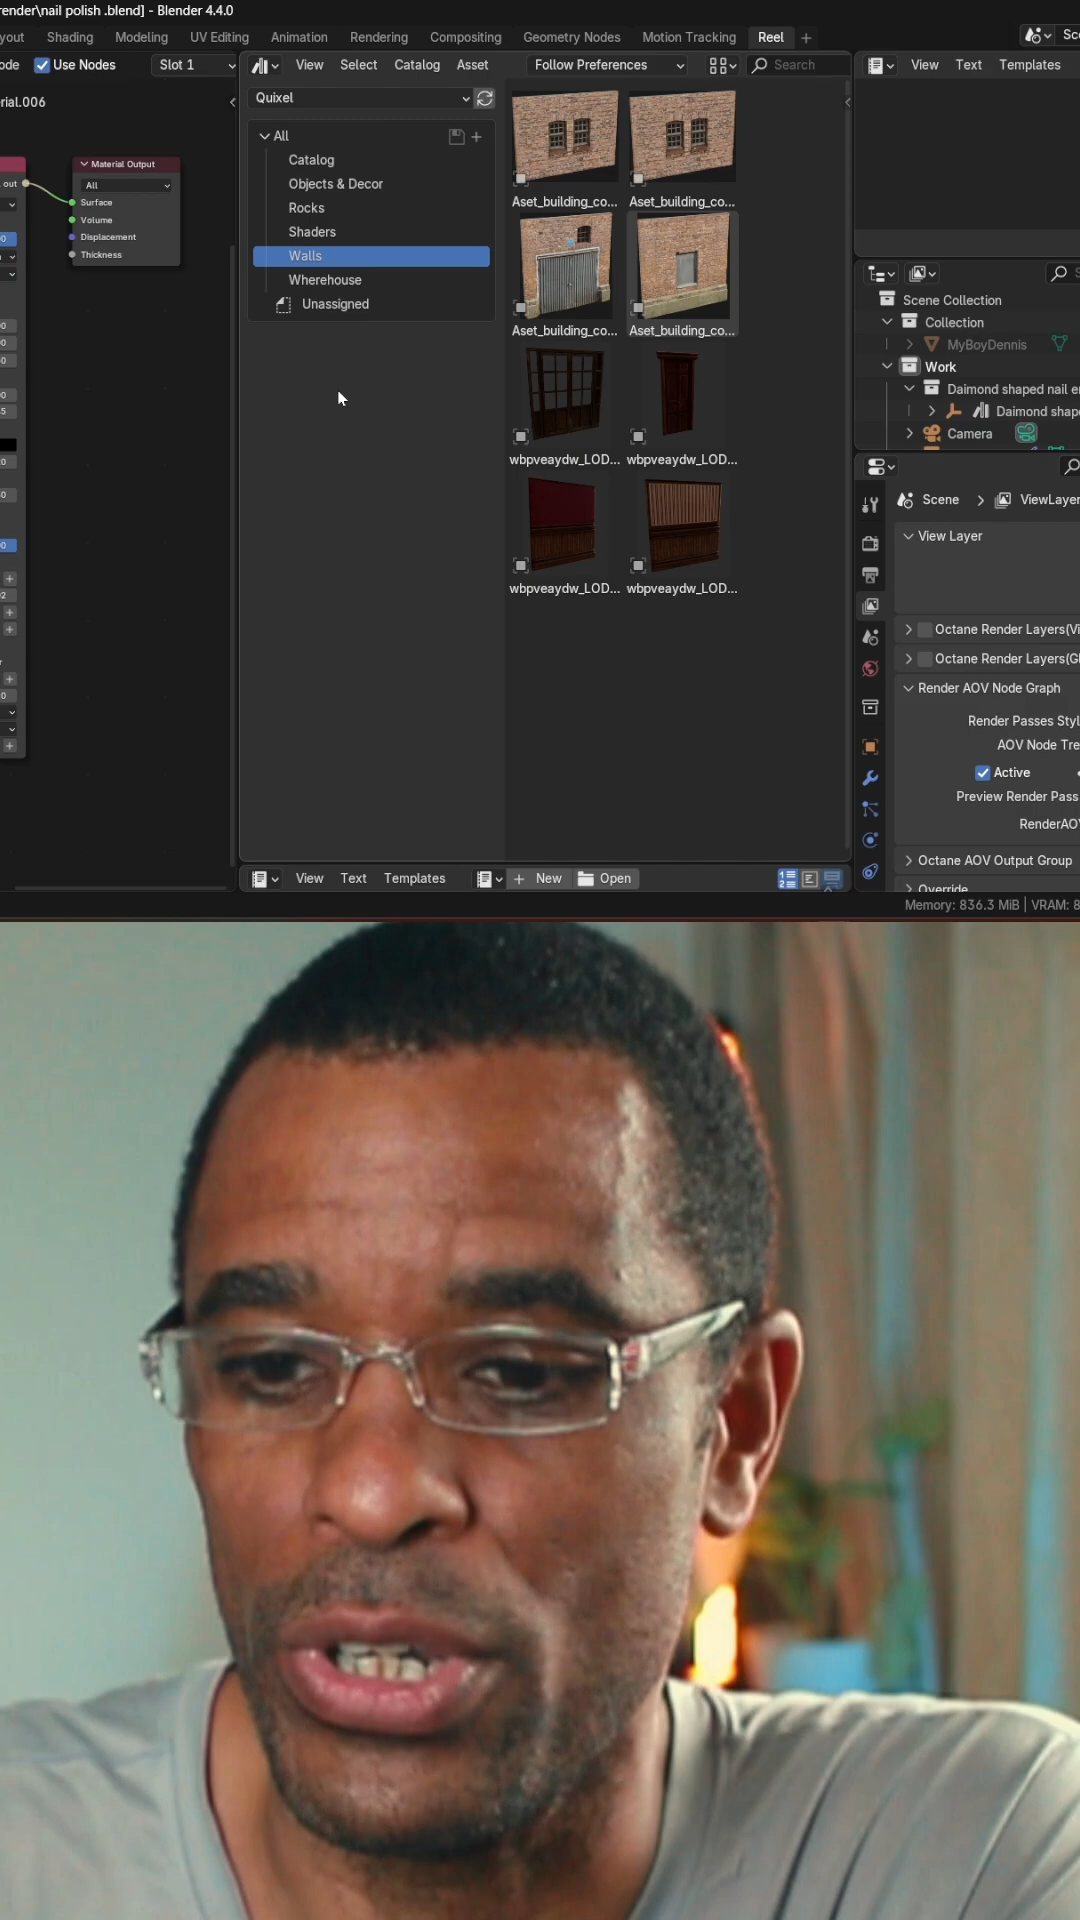 render\nail polish .blend] - Blender 4.4.0
yout Shading Modeling UV Editing Animation Rendering Compositing Geometry Nodes Motion Tracking Reel + Sce
ode Use Nodes Slot 1
View Select Catalog Asset Follow Preferences Search
View Text Templates
rial.006
Quixel
All
Catalog
Objects & Decor
Rocks
Shaders
Walls
Wherehouse
Unassigned
Material Output
out
All
Surface
Volume
Displacement
Thickness
Aset_building_co... Aset_building_co...
Aset_building_co... Aset_building_co...
wbpveaydw_LOD... wbpveaydw_LOD...
wbpveaydw_LOD... wbpveaydw_LOD...
Scene Collection
Collection
MyBoyDennis
Work
Daimond shaped nail e
Daimond shap
Camera
Scene > ViewLayer
View Layer
Octane Render Layers(Vi
Octane Render Layers(Gl
Render AOV Node Graph
Render Passes Styl
AOV Node Tre
Active
Preview Render Pass
RenderAOV
Octane AOV Output Group
Override
View Text Templates + New Open
Memory: 836.3 MiB | VRAM: 8